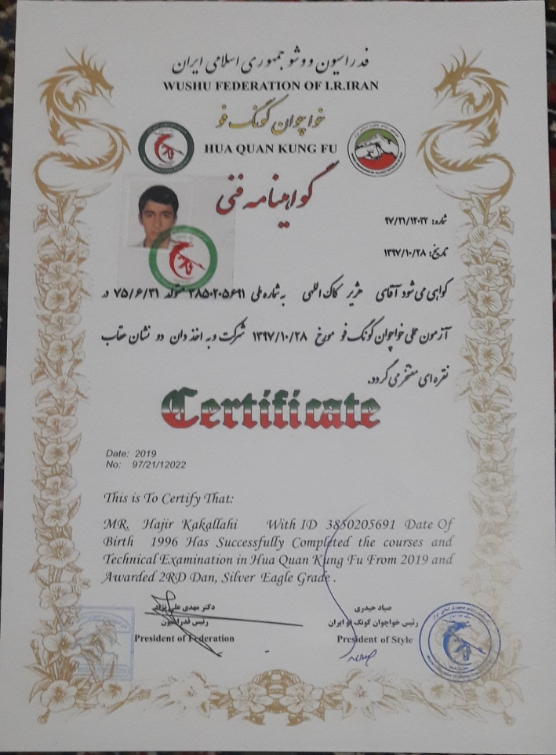 فدراسیون ووشو جمهوری اسلامی ایران
WUSHU FEDERATION OF I.R.IRAN
خواچوان کونگ فو
HUA QUAN KUNG FU
گواهینامه فنی
شماره: ۹۷/۲۱/۱۲۰۲۲
تاریخ: ۱۳۹۷/۱۰/۲۸
گواهی می شود آقای هژیر کاک اللهی به شماره ملی ۳۸۵۰۲۰۵۶۹۱ متولد ۷۵/۶/۳۱ در
آزمون عملی خواچوان کونگ فو مورخ ۱۳۹۷/۱۰/۲۸ شرکت و به اخذ دان دو نشان عقاب
نقره ای مفتخر می گردد.
Certificate
Date: 2019
No: 97/21/12022
This is To Certify That:
MR. Hajir Kakallahi With ID 3850205691 Date Of
Birth 1996 Has Successfully Completed the courses and
Technical Examination in Hua Quan Kung Fu From 2019 and
Awarded 2RD Dan, Silver Eagle Grade .
دکتر مهدی علی نژاد
رئیس فدراسیون
President of Federation
صیاد حیدری
رئیس خواچوان کونگ فو ایران
President of Style